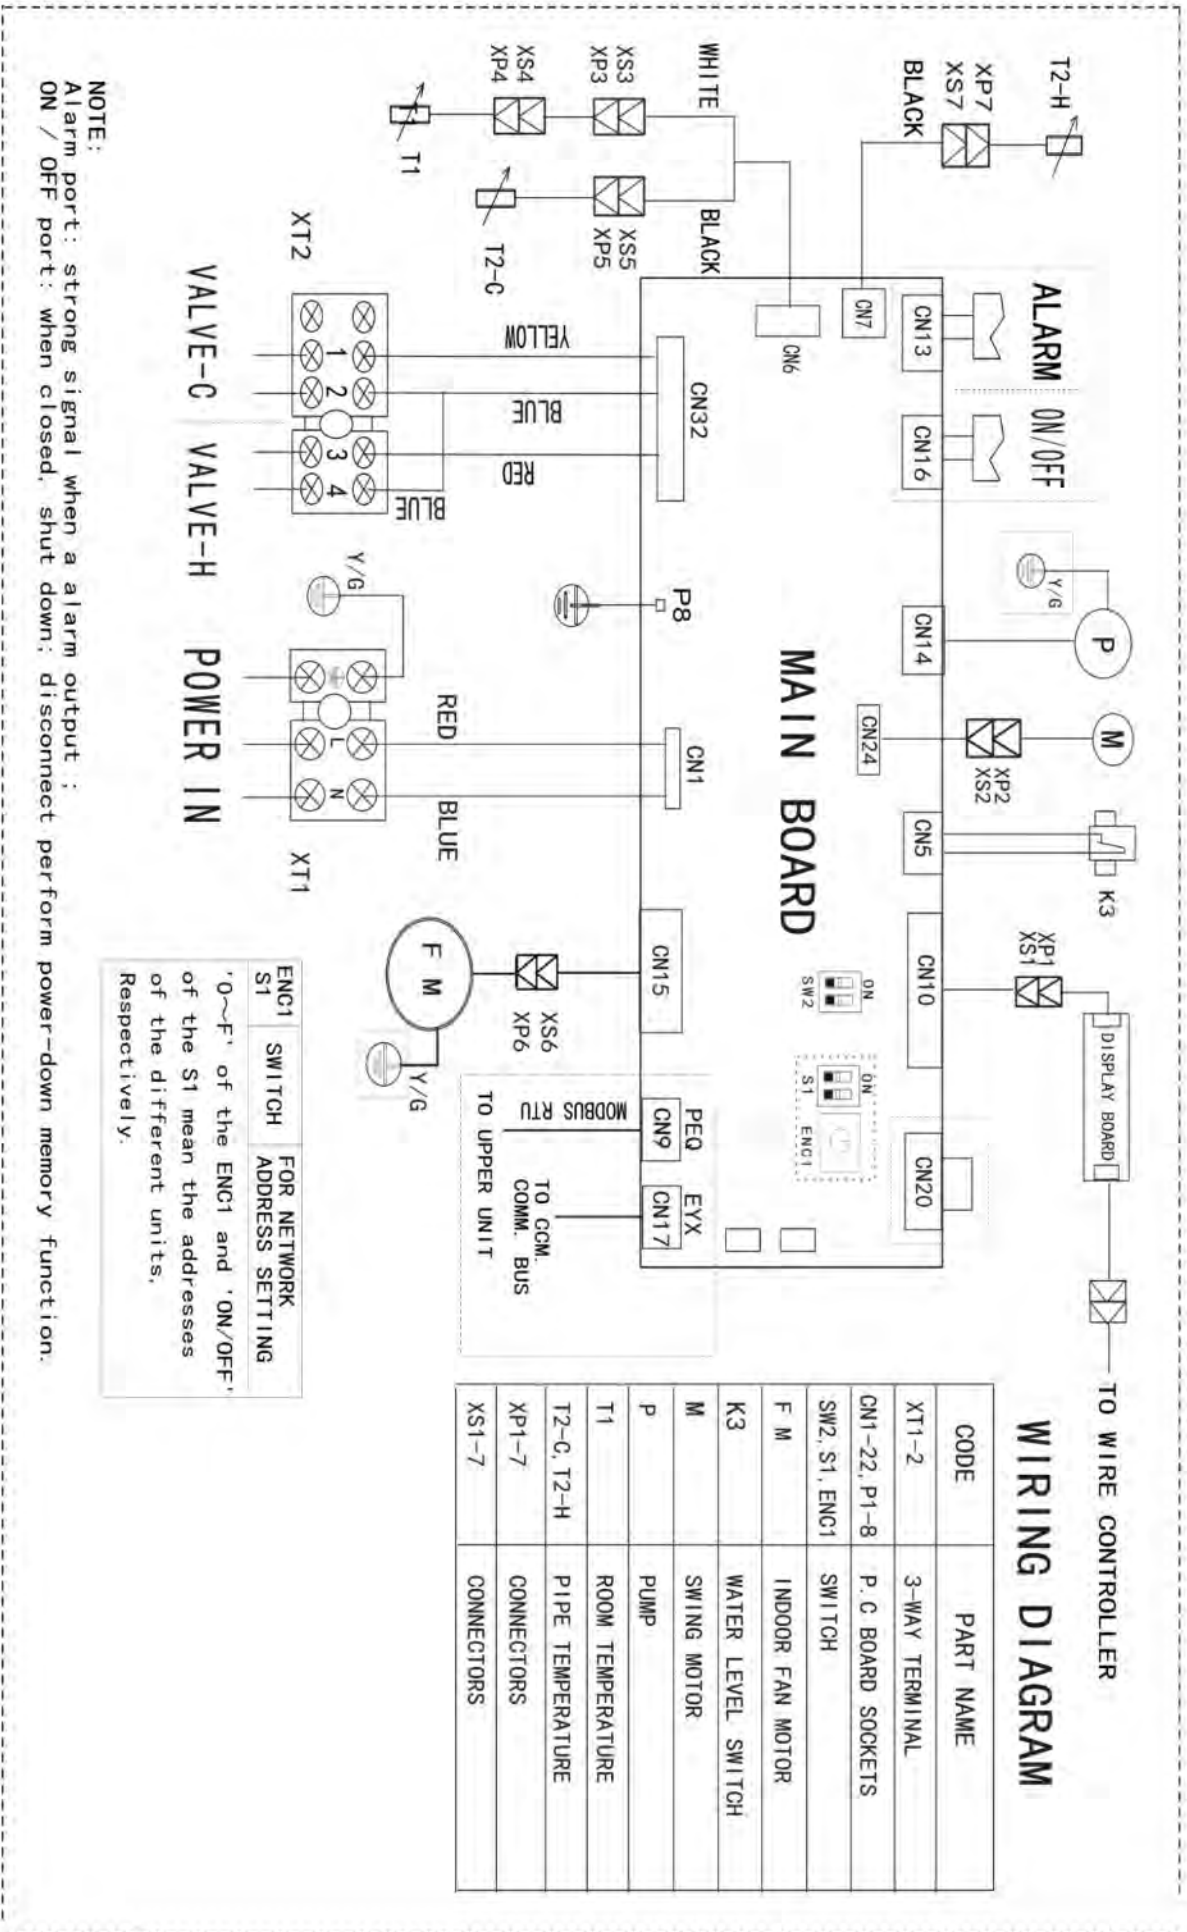 WIRING DIAGRAM
T2-H
XP7
XS7
BLACK
ALARM
ON/OFF
CN13
CN16
CN7
CN6
Y/G
P
CN14
M
XP2
XS2
CN24
K3
CN5
XP1
XS1
CN10
DISPLAY BOARD
TO WIRE CONTROLLER
CN20
MAIN BOARD
ON
SW2
ON
S1
ENC1
WHITE
XS3
XP3
XS4
XP4
T1
BLACK
XS5
XP5
T2-C
CN32
YELLOW
BLUE
RED
BLUE
XT2
1
2
3
4
VALVE-C
VALVE-H
P8
Y/G
CN1
RED
BLUE
L
N
XT1
POWER IN
CN15
XS6
XP6
F M
Y/G
PEQ
EYX
CN9
CN17
MODBUS RTU
TO CCM.
COMM. BUS
TO UPPER UNIT
CODE PART NAME
XT1-2 3-WAY TERMINAL
CN1-22, P1-8 P.C BOARD SOCKETS
SW2, S1, ENC1 SWITCH
F M INDOOR FAN MOTOR
K3 WATER LEVEL SWITCH
M SWING MOTOR
P PUMP
T1 ROOM TEMPERATURE
T2-C, T2-H PIPE TEMPERATURE
XP1-7 CONNECTORS
XS1-7 CONNECTORS
ENC1
S1
SWITCH
FOR NETWORK
ADDRESS SETTING
'0~F' of the ENC1 and 'ON/OFF'
of the S1 mean the addresses
of the different units,
Respectively.
NOTE:
Alarm port: strong signal when a alarm output ;
ON / OFF port: when closed, shut down; disconnect perform power-down memory function.